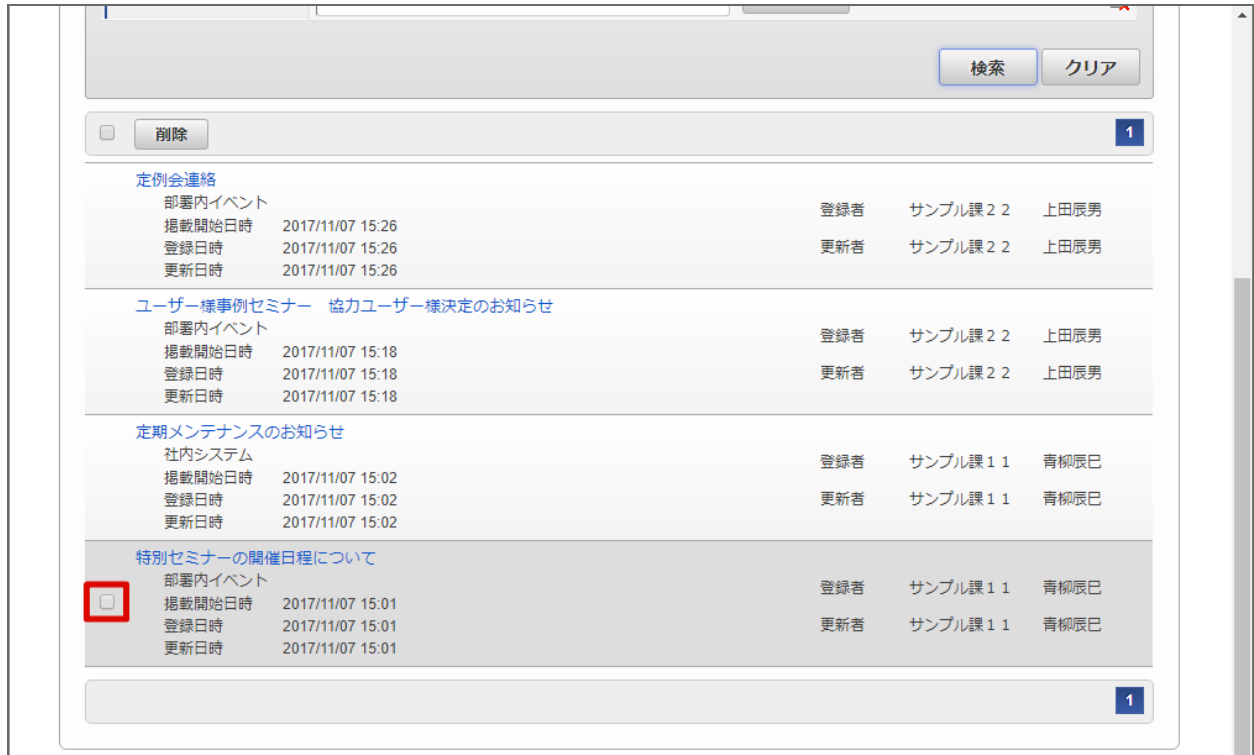 検索 クリア
削除 1
定例会連絡
部署内イベント
掲載開始日時 2017/11/07 15:26
登録日時 2017/11/07 15:26
更新日時 2017/11/07 15:26
登録者 サンプル課２２ 上田辰男
更新者 サンプル課２２ 上田辰男
ユーザー様事例セミナー　協力ユーザー様決定のお知らせ
部署内イベント
掲載開始日時 2017/11/07 15:18
登録日時 2017/11/07 15:18
更新日時 2017/11/07 15:18
登録者 サンプル課２２ 上田辰男
更新者 サンプル課２２ 上田辰男
定期メンテナンスのお知らせ
社内システム
掲載開始日時 2017/11/07 15:02
登録日時 2017/11/07 15:02
更新日時 2017/11/07 15:02
登録者 サンプル課１１ 青柳辰巳
更新者 サンプル課１１ 青柳辰巳
特別セミナーの開催日程について
部署内イベント
掲載開始日時 2017/11/07 15:01
登録日時 2017/11/07 15:01
更新日時 2017/11/07 15:01
登録者 サンプル課１１ 青柳辰巳
更新者 サンプル課１１ 青柳辰巳
1